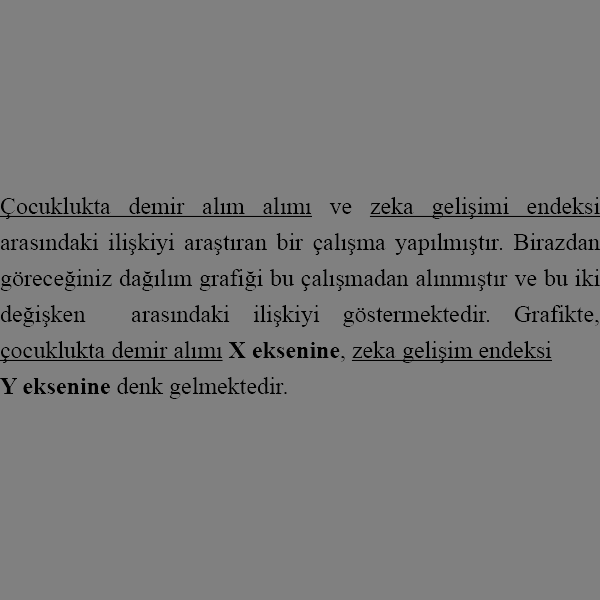 Çocuklukta demir alım alımı ve zeka gelişimi endeksi
arasındaki ilişkiyi araştıran bir çalışma yapılmıştır. Birazdan
göreceğiniz dağılım grafiği bu çalışmadan alınmıştır ve bu iki
değişken arasındaki ilişkiyi göstermektedir. Grafikte,
çocuklukta demir alımı X eksenine, zeka gelişim endeksi
Y eksenine denk gelmektedir.